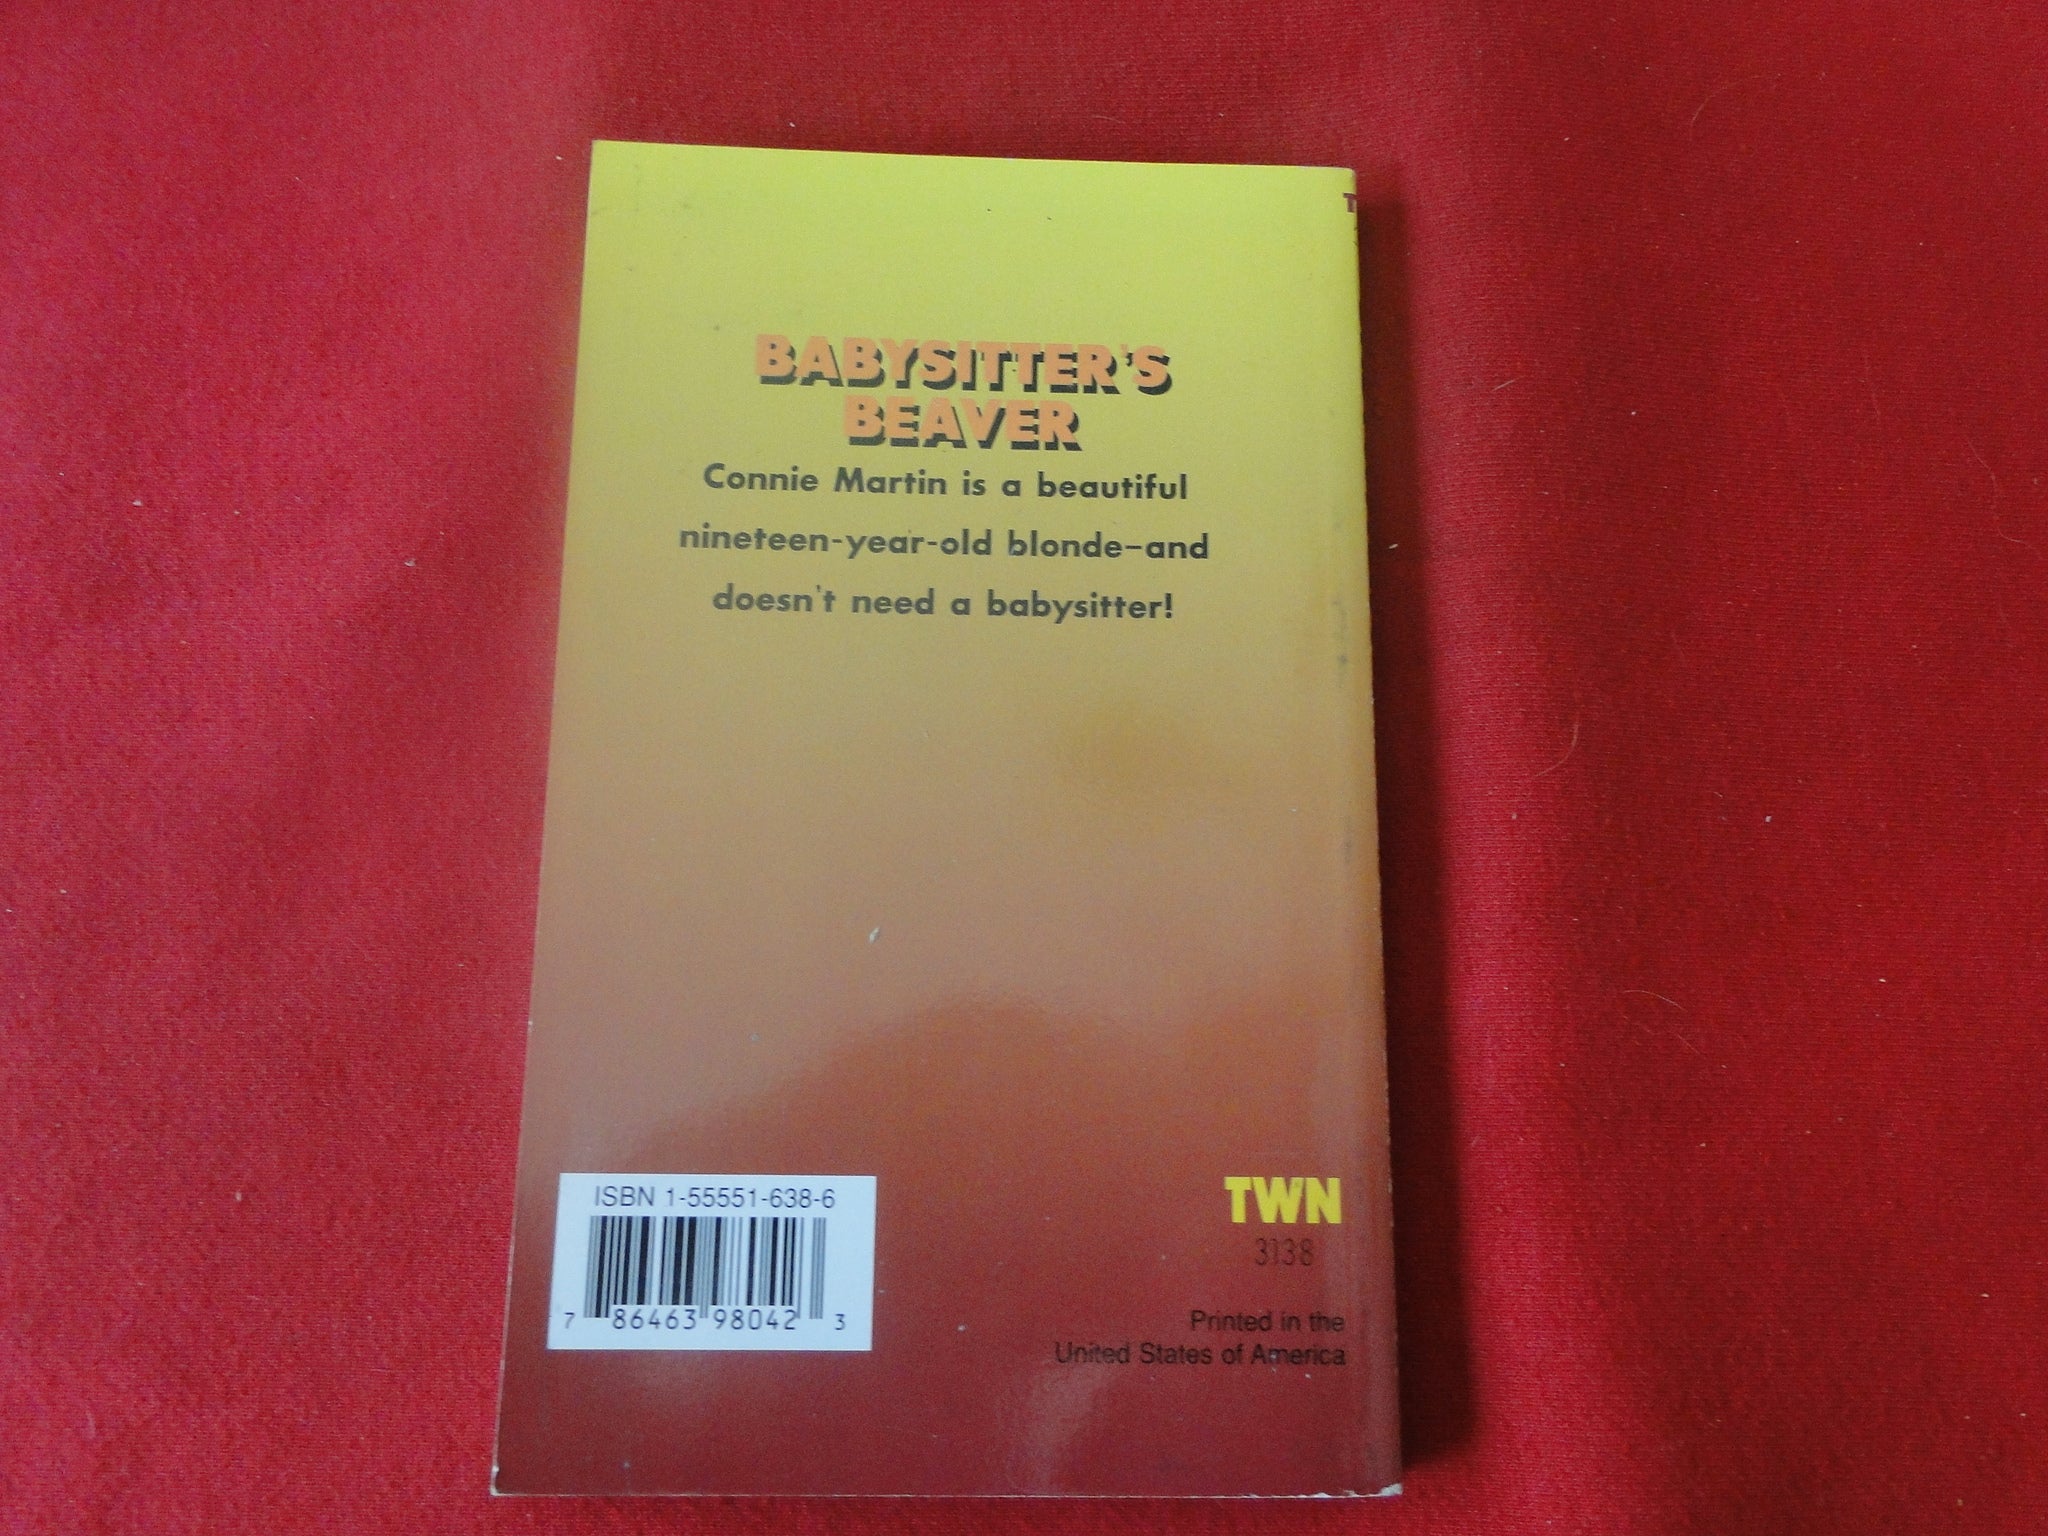 BABYSITTER'S
BEAVER
Connie Martin is a beautiful
nineteen-year-old blonde–and
doesn't need a babysitter!
ISBN 1-55551-638-6
7 86463 98042 3
TWN
3138
Printed in the
United States of America